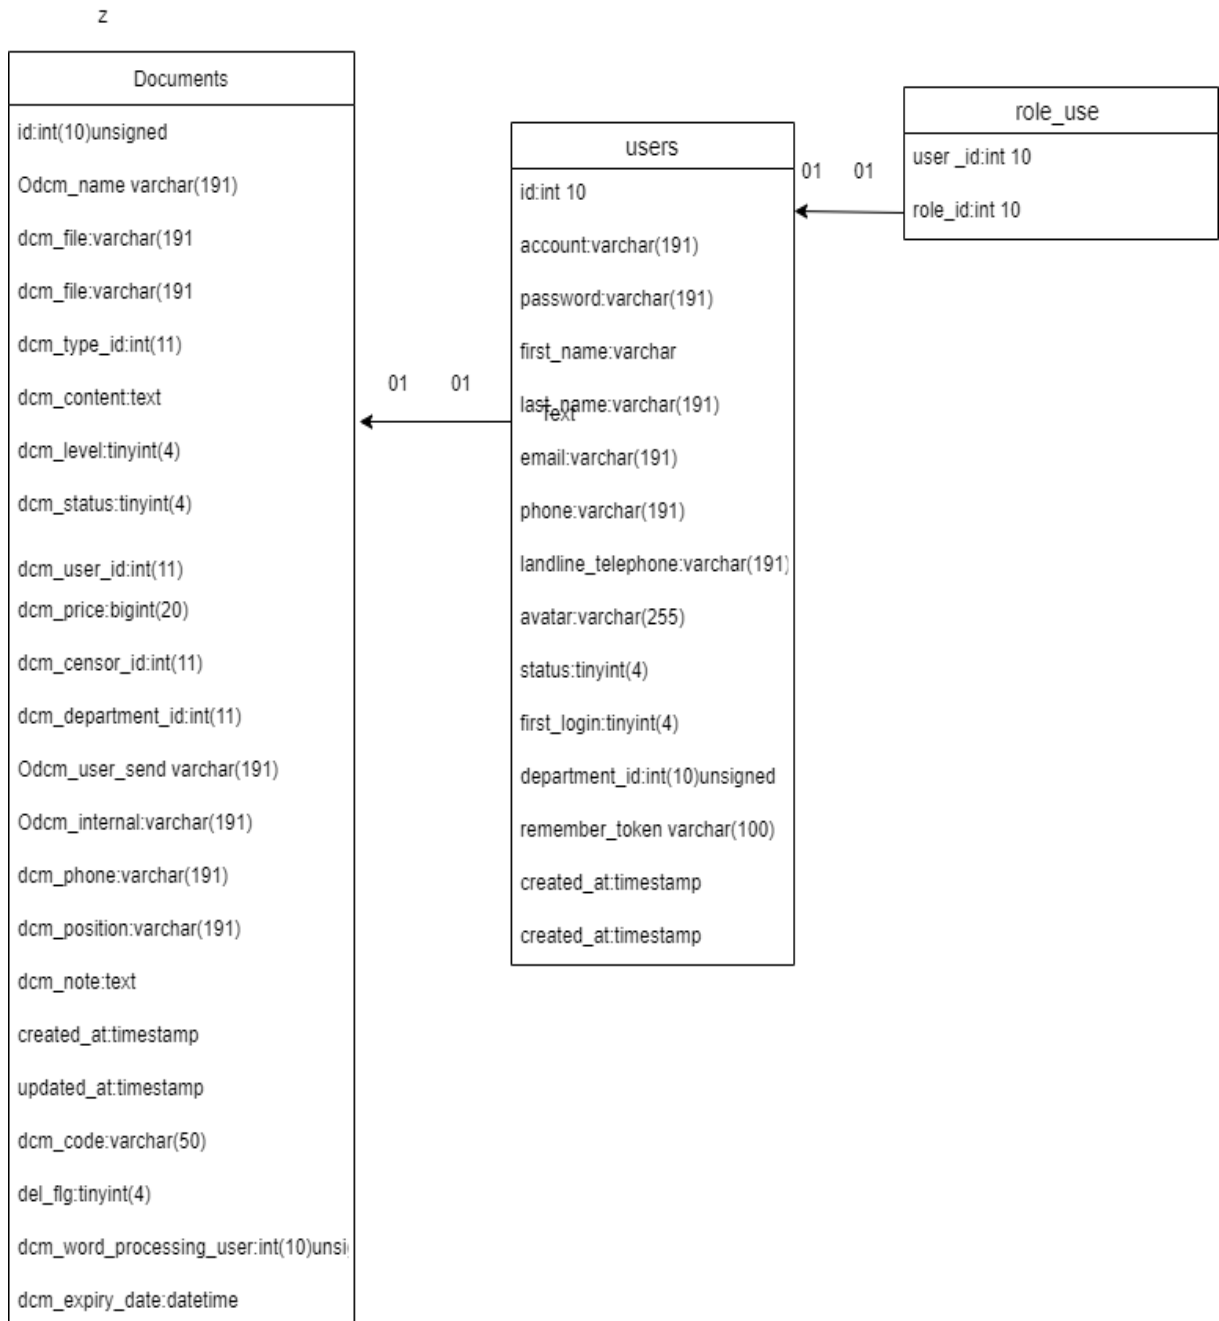 z
Documents
id:int(10)unsigned
Odcm_name varchar(191)
dcm_file:varchar(191
dcm_file:varchar(191
dcm_type_id:int(11)
dcm_content:text
dcm_level:tinyint(4)
dcm_status:tinyint(4)
dcm_user_id:int(11)
dcm_price:bigint(20)
dcm_censor_id:int(11)
dcm_department_id:int(11)
Odcm_user_send varchar(191)
Odcm_internal:varchar(191)
dcm_phone:varchar(191)
dcm_position:varchar(191)
dcm_note:text
created_at:timestamp
updated_at:timestamp
dcm_code:varchar(50)
del_flg:tinyint(4)
dcm_word_processing_user:int(10)unsi
dcm_expiry_date:datetime
01 01
users
id:int 10
account:varchar(191)
password:varchar(191)
first_name:varchar
last_name:varchar(191)
Text
email:varchar(191)
phone:varchar(191)
landline_telephone:varchar(191)
avatar:varchar(255)
status:tinyint(4)
first_login:tinyint(4)
department_id:int(10)unsigned
remember_token varchar(100)
created_at:timestamp
created_at:timestamp
01 01
role_use
user _id:int 10
role_id:int 10